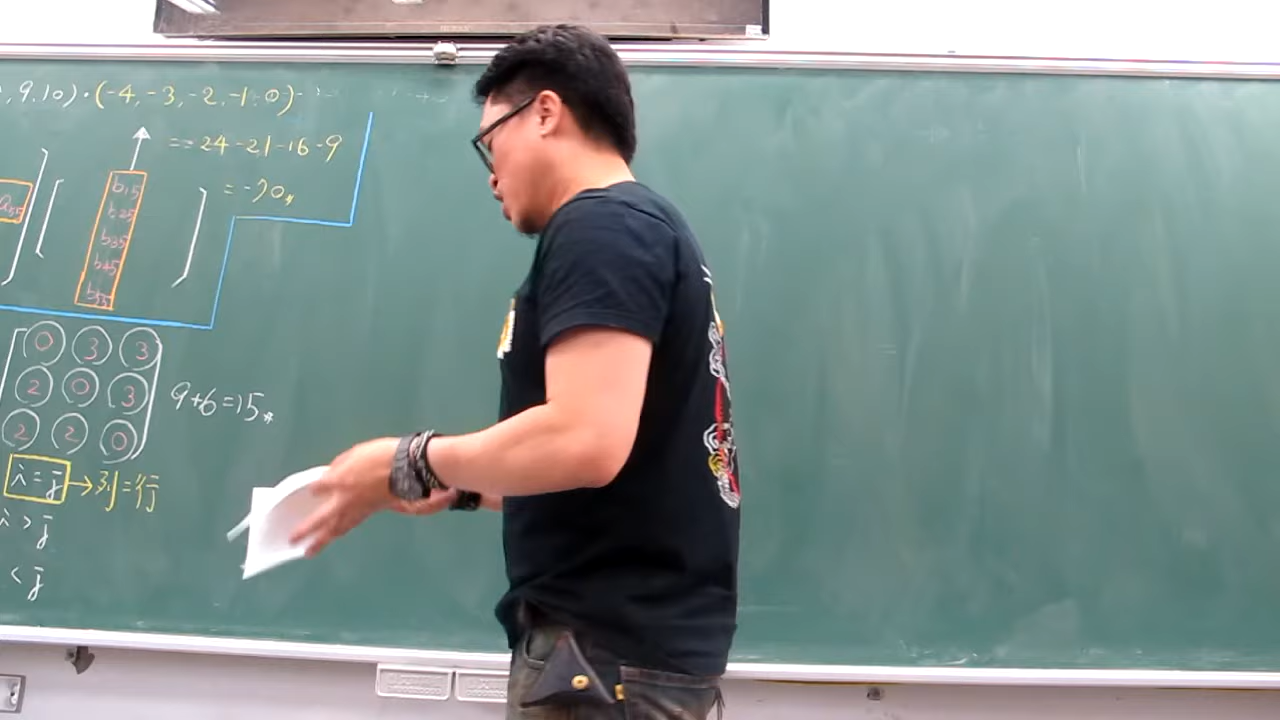 ,9,10)·(-4,-3,-2,-1,0)
=-24-21-16-9
=-70
a55
b15
b25
b35
b45
b55
0 3 3
2 0 3
2 2 0
9+6=15
i=j→列=行
i>j
<j